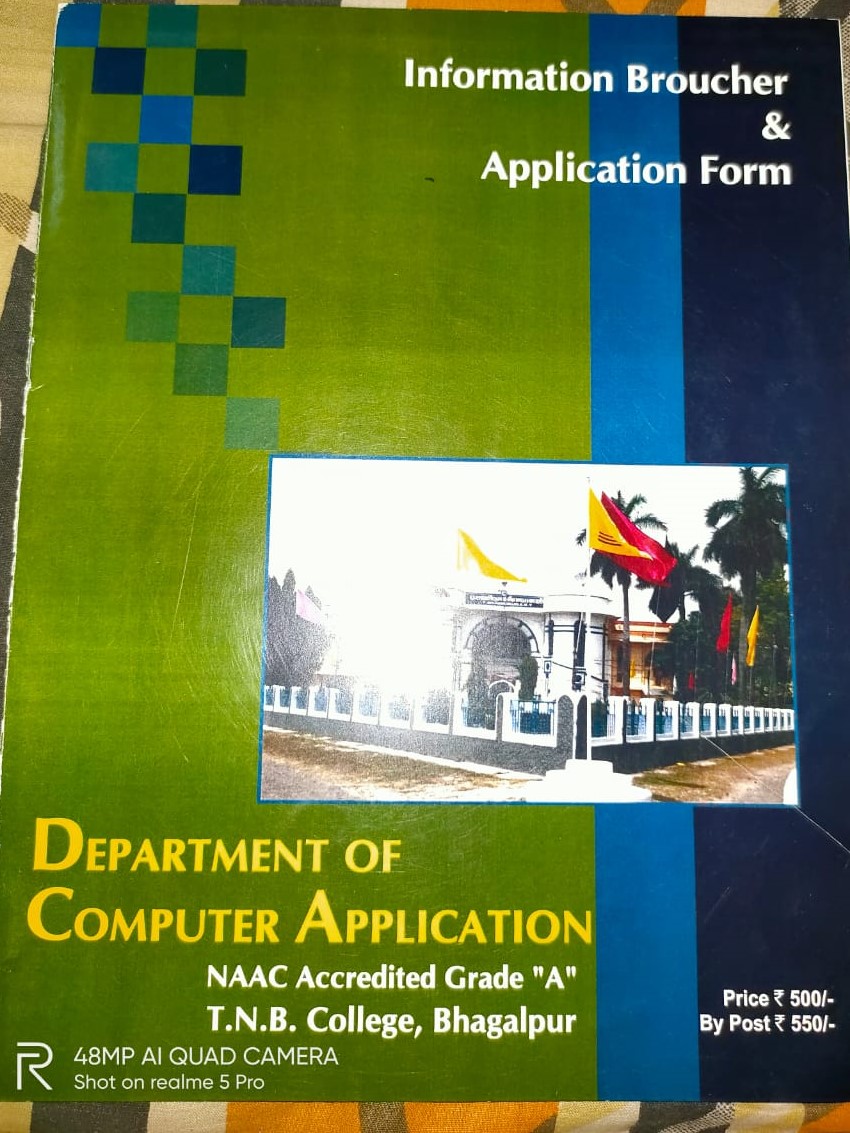 Information Broucher
&
Application Form
DEPARTMENT OF
COMPUTER APPLICATION
NAAC Accredited Grade "A"
T.N.B. College, Bhagalpur
Price ₹ 500/-
By Post ₹ 550/-
48MP AI QUAD CAMERA
Shot on realme 5 Pro